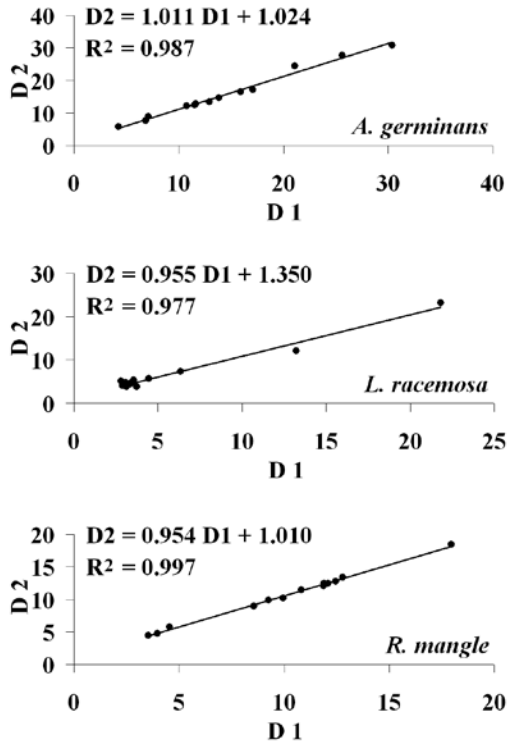 40
D2 = 1.011 D1 + 1.024
30
R² = 0.987
D 2
20
10
A. germinans
0
0 10 20 30 40
D 1
30
D2 = 0.955 D1 + 1.350
R² = 0.977
20
D 2
10
L. racemosa
0
0 5 10 15 20 25
D 1
20
D2 = 0.954 D1 + 1.010
15
R² = 0.997
D 2
10
5
R. mangle
0
0 5 10 15 20
D 1